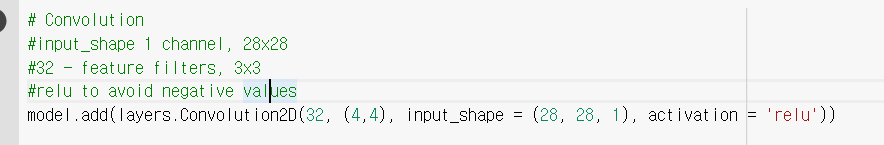 # Convolution
#input_shape 1 channel, 28x28
#32 - feature filters, 3x3
#relu to avoid negative values
model.add(layers.Convolution2D(32, (4,4), input_shape = (28, 28, 1), activation = 'relu'))